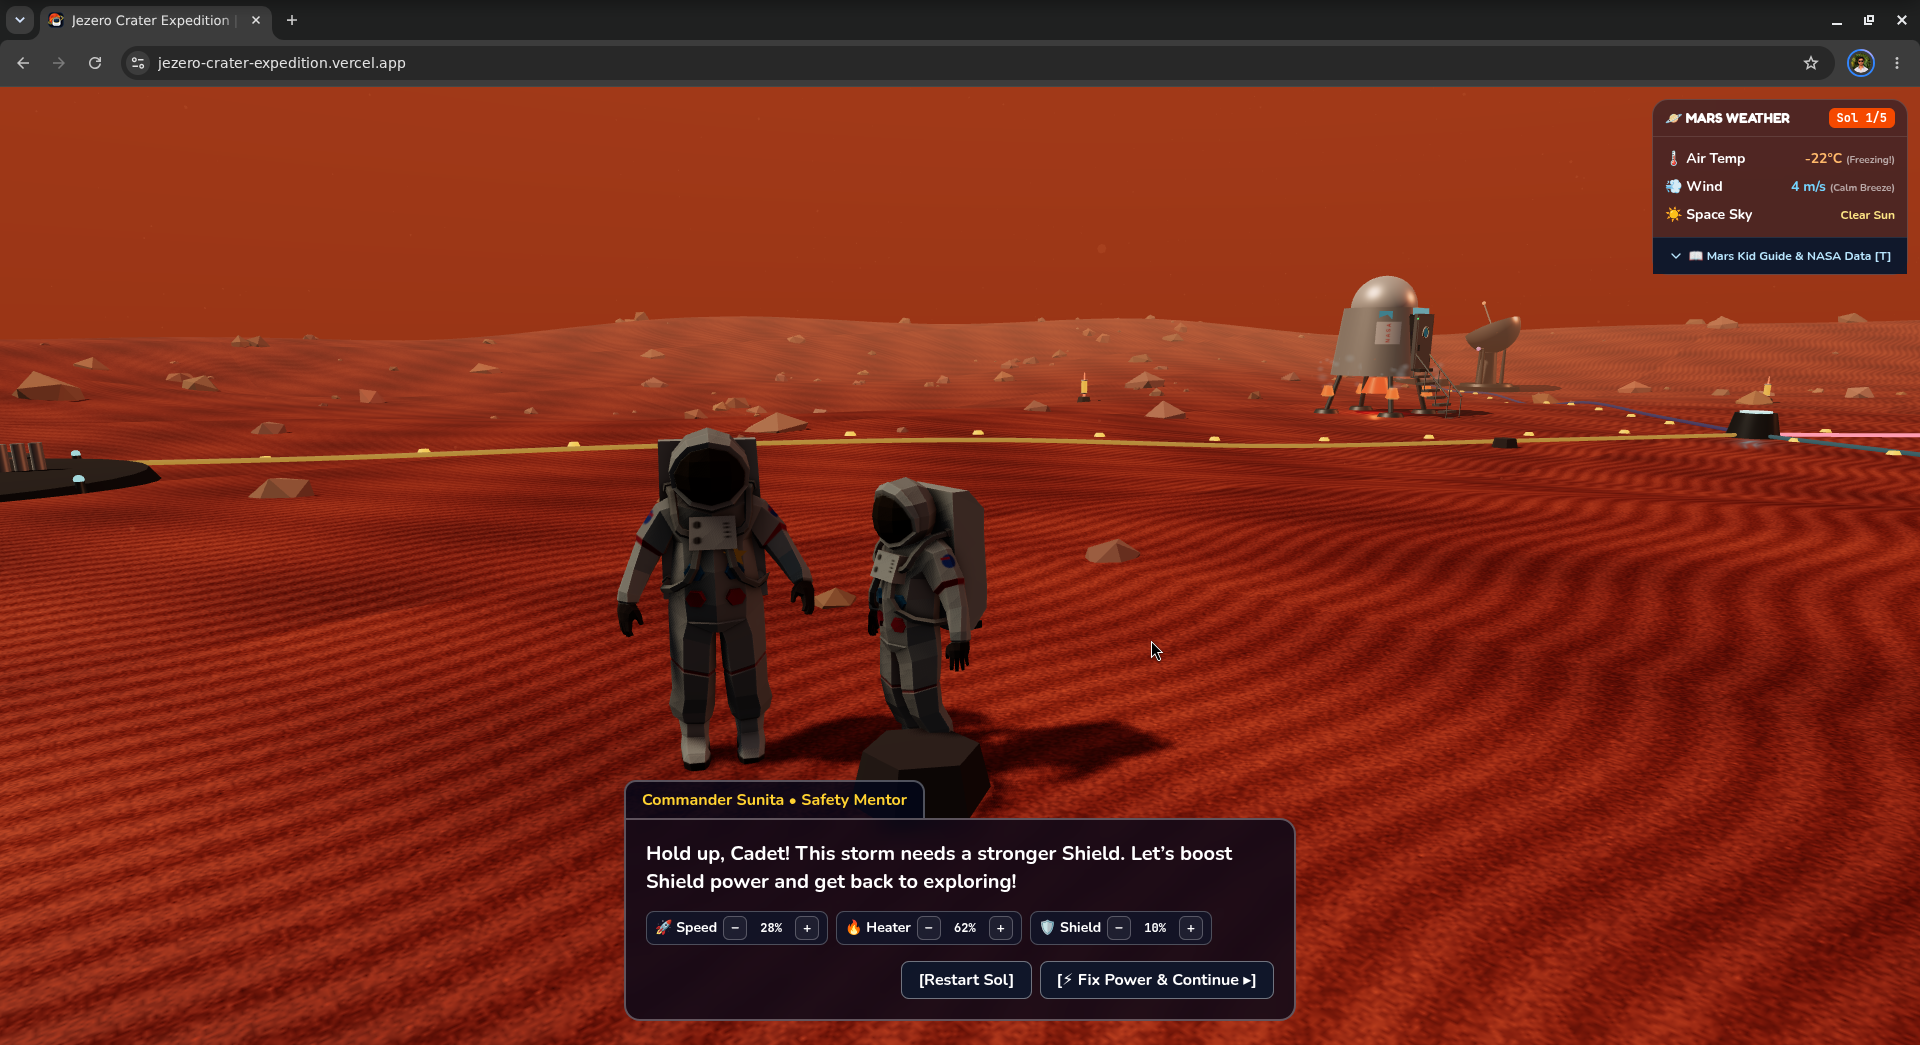 Jezero Crater Expedition |
jezero-crater-expedition.vercel.app
MARS WEATHER
Sol 1/5
Air Temp
-22°C (Freezing!)
Wind
4 m/s (Calm Breeze)
Space Sky
Clear Sun
Mars Kid Guide & NASA Data [T]
Commander Sunita • Safety Mentor
Hold up, Cadet! This storm needs a stronger Shield. Let’s boost
Shield power and get back to exploring!
Speed − 28% + Heater − 62% + Shield − 10% +
[Restart Sol] [⚡ Fix Power & Continue ▸]